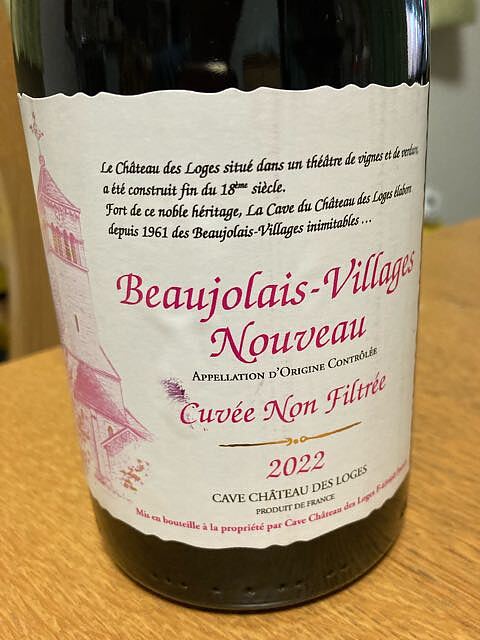 Le Château des Loges situé dans un théâtre de vignes et de verdure,
a été construit fin du 18ème siècle.
Fort de ce noble héritage, La Cave du Château des Loges élabore
depuis 1961 des Beaujolais-Villages inimitables ...
Beaujolais-Villages
Nouveau
APPELLATION D'ORIGINE CONTRÔLÉE
Cuvée Non Filtrée
2022
CAVE CHÂTEAU DES LOGES
PRODUIT DE FRANCE
Mis en bouteille à la propriété par Cave Château des Loges